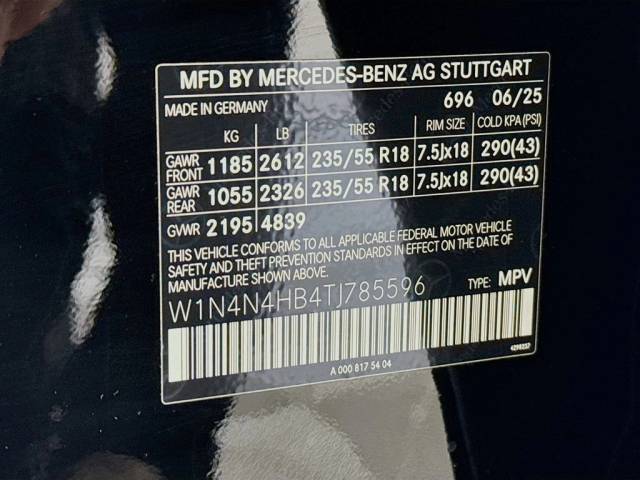 MFD BY MERCEDES-BENZ AG STUTTGART
MADE IN GERMANY 696 06/25
KG LB TIRES RIM SIZE COLD KPA(PSI)
GAWR FRONT 1185 2612 235/55 R18 7.5Jx18 290(43)
GAWR REAR 1055 2326 235/55 R18 7.5Jx18 290(43)
GVWR 2195 4839
THIS VEHICLE CONFORMS TO ALL APPLICABLE FEDERAL MOTOR VEHICLE
SAFETY AND THEFT PREVENTION STANDARDS IN EFFECT ON THE DATE OF
MANUFACTURE SHOWN ABOVE.
W1N4N4HB4TJ785596 TYPE: MPV
A 000 817 54 04